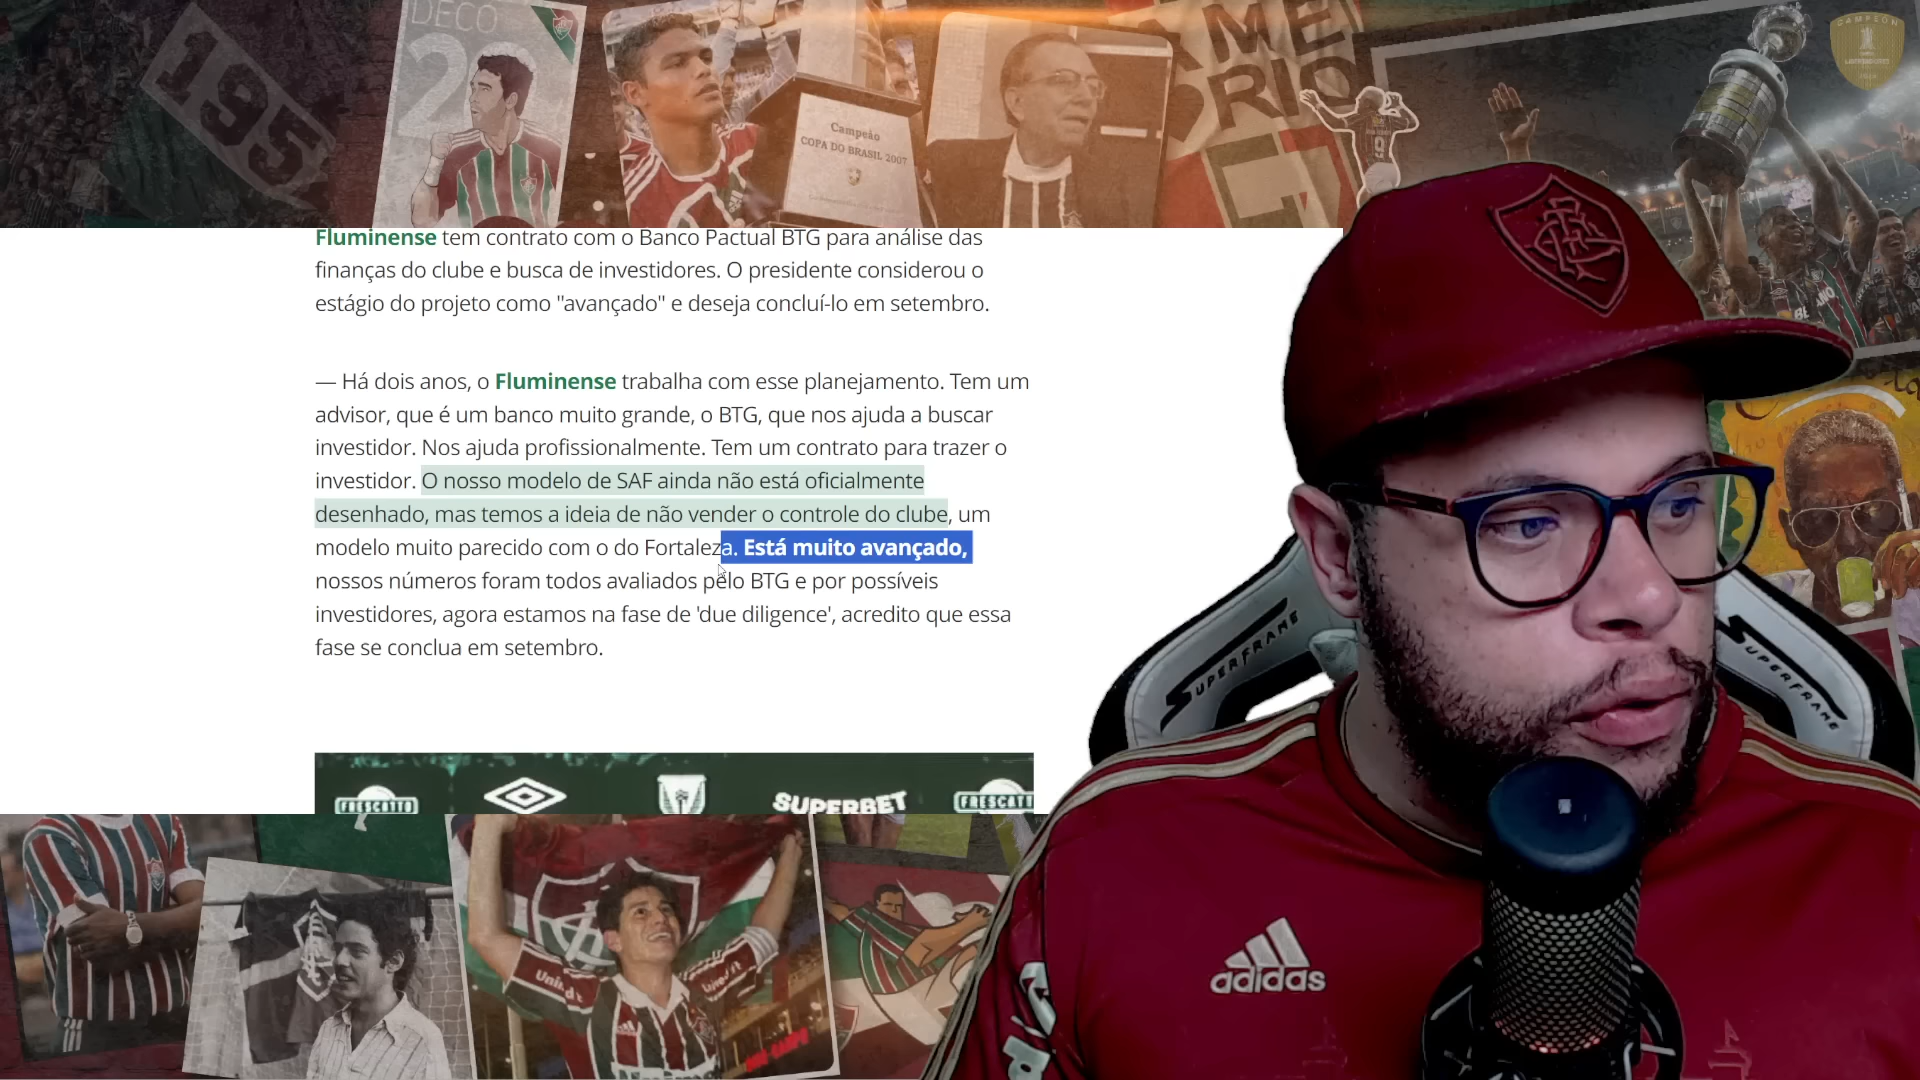 DECO
20
195
Campeão
COPA DO BRASIL 2007
AME
RIO
CAMPEÓN
Fluminense tem contrato com o Banco Pactual BTG para análise das
finanças do clube e busca de investidores. O presidente considerou o
estágio do projeto como "avançado" e deseja concluí-lo em setembro.
— Há dois anos, o Fluminense trabalha com esse planejamento. Tem um
advisor, que é um banco muito grande, o BTG, que nos ajuda a buscar
investidor. Nos ajuda profissionalmente. Tem um contrato para trazer o
investidor. O nosso modelo de SAF ainda não está oficialmente
desenhado, mas temos a ideia de não vender o controle do clube, um
modelo muito parecido com o do Fortaleza. Está muito avançado,
nossos números foram todos avaliados pelo BTG e por possíveis
investidores, agora estamos na fase de 'due diligence', acredito que essa
fase se conclua em setembro.
FRESCATTO
SUPERBET
FRESCATT
SUPERFRAME
SUPERFRAME
adidas